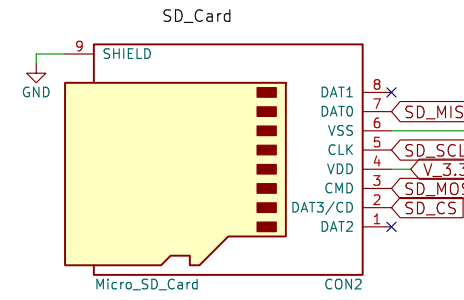 SD_Card
9
SHIELD
GND
DAT1 8
DAT0 7 SD_MIS
VSS 6
CLK 5 SD_SCL
VDD 4 V_3.3
CMD 3 SD_MOS
DAT3/CD 2 SD_CS
DAT2 1
Micro_SD_Card CON2